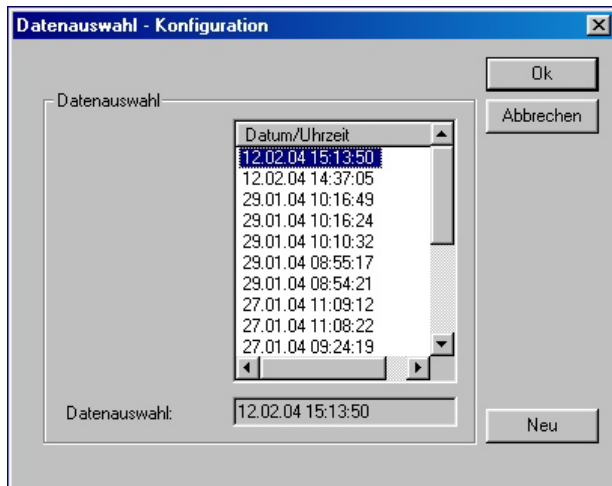 Datenauswahl - Konfiguration
Ok
Datenauswahl
Abbrechen
Datum/Uhrzeit
12.02.04 15:13:50
12.02.04 14:37:05
29.01.04 10:16:49
29.01.04 10:16:24
29.01.04 10:10:32
29.01.04 08:55:17
29.01.04 08:54:21
27.01.04 11:09:12
27.01.04 11:08:22
27.01.04 09:24:19
Datenauswahl:
12.02.04 15:13:50
Neu